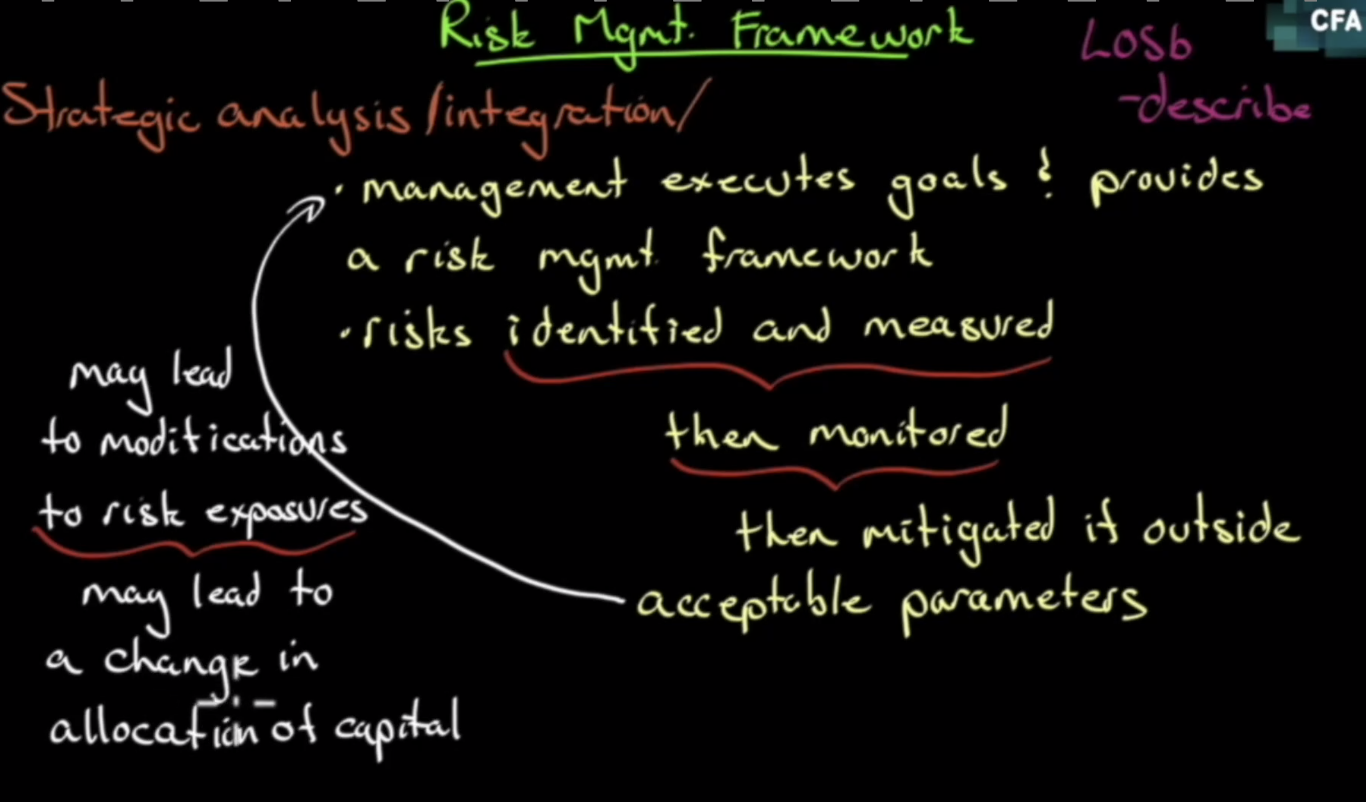 Risk Mgmt. Framework
CFA
LOSb
-describe
Strategic analysis/integration/
· management executes goals & provides
a risk mgmt. framework
· risks identified and measured
then monitored
then mitigated if outside
acceptable parameters
may lead
to modifications
to risk exposures
may lead to
a change in
allocation of capital